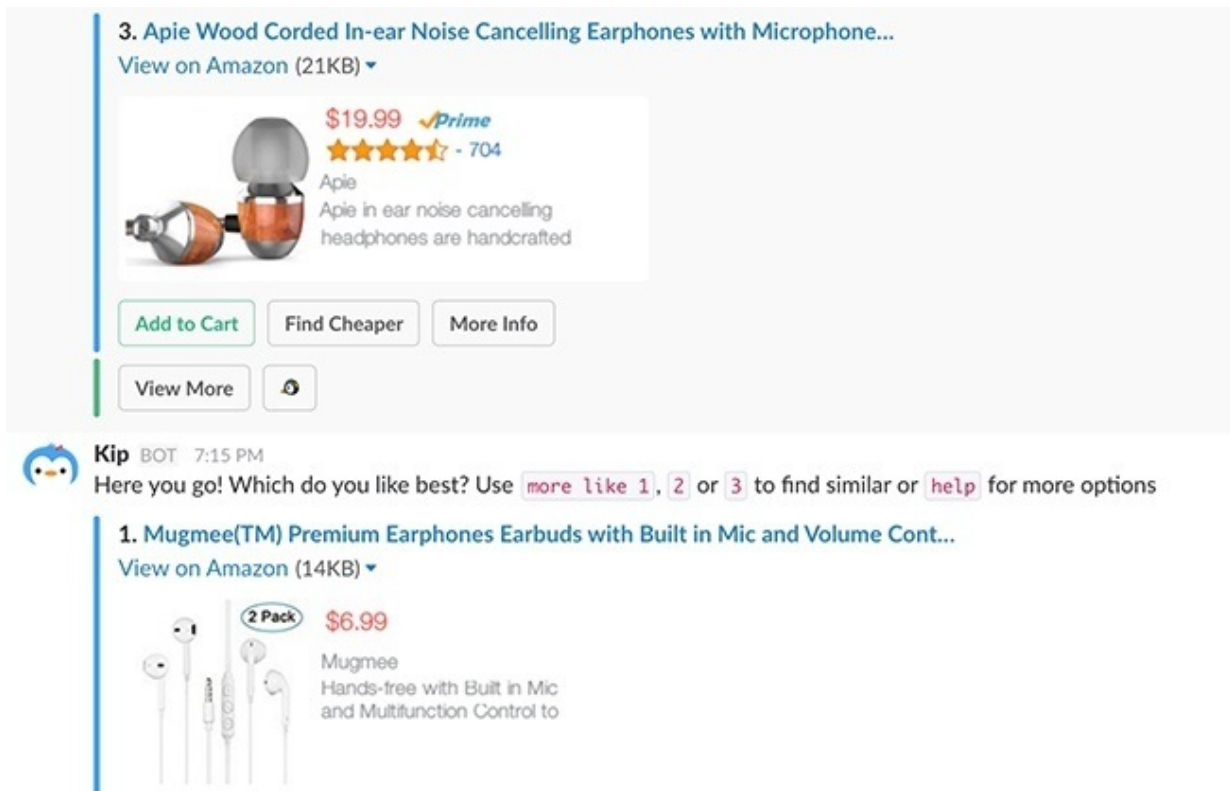 3. Apie Wood Corded In-ear Noise Cancelling Earphones with Microphone...
View on Amazon (21KB)
$19.99 Prime
- 704
Apie
Apie in ear noise cancelling
headphones are handcrafted
Add to Cart Find Cheaper More Info
View More
Kip BOT 7:15 PM
Here you go! Which do you like best? Use more like 1, 2 or 3 to find similar or help for more options
1. Mugmee(TM) Premium Earphones Earbuds with Built in Mic and Volume Cont...
View on Amazon (14KB)
2 Pack $6.99
Mugmee
Hands-free with Built in Mic
and Multifunction Control to